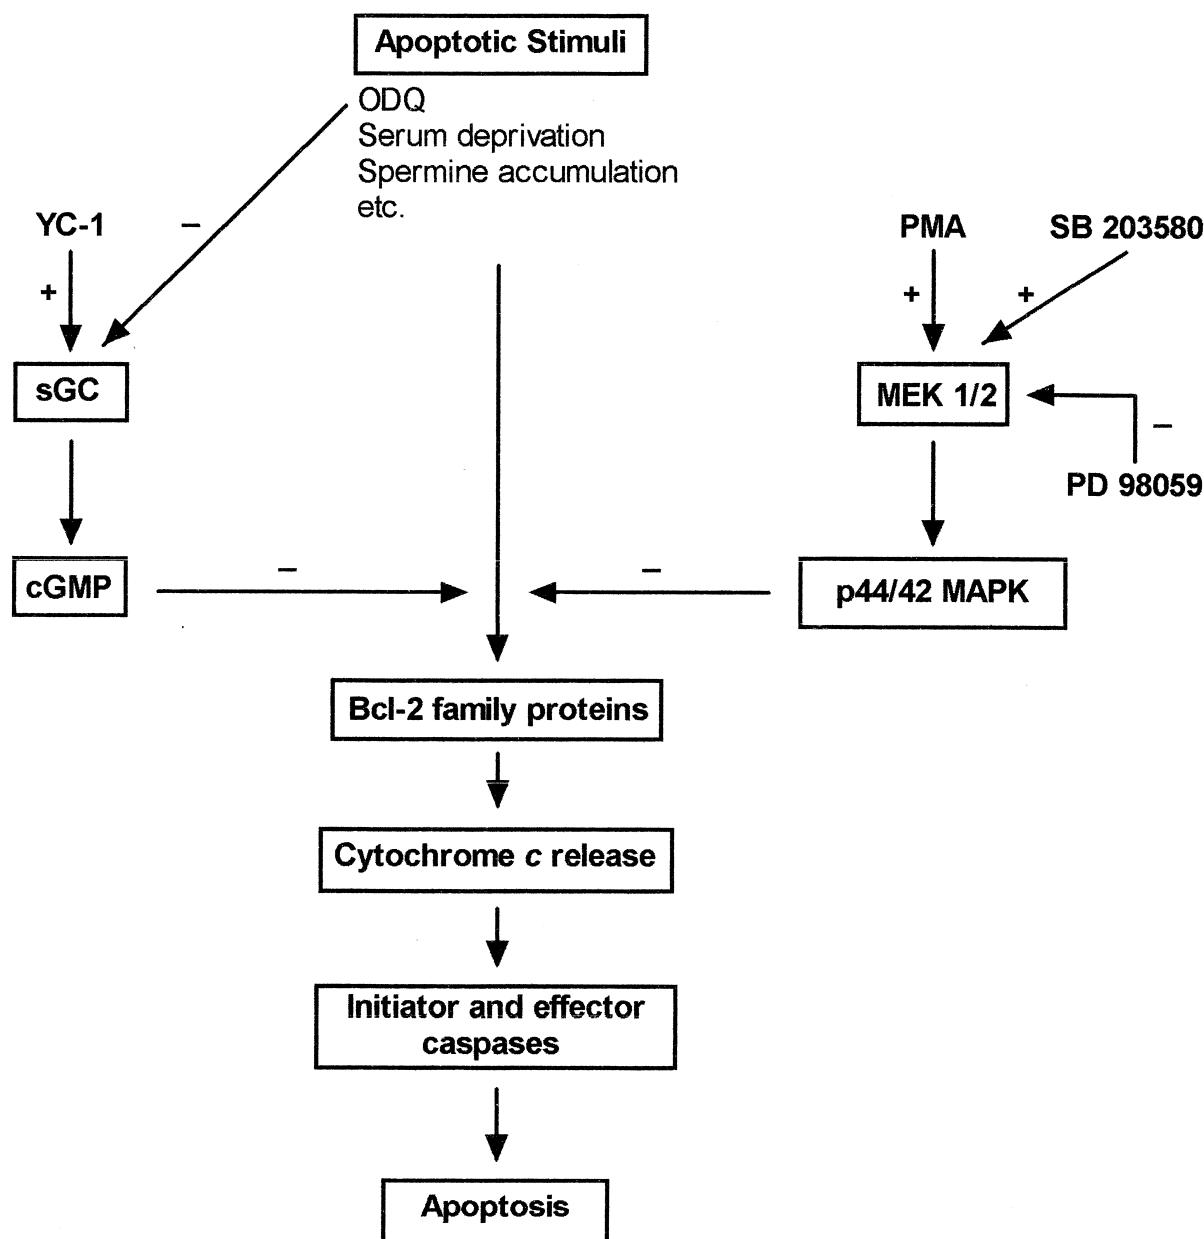 Apoptotic Stimuli
ODQ
Serum deprivation
Spermine accumulation
etc.
YC-1
–
PMA
SB 203580
+
+
+
sGC
MEK 1/2
–
PD 98059
cGMP
–
–
p44/42 MAPK
Bcl-2 family proteins
Cytochrome c release
Initiator and effector
caspases
Apoptosis